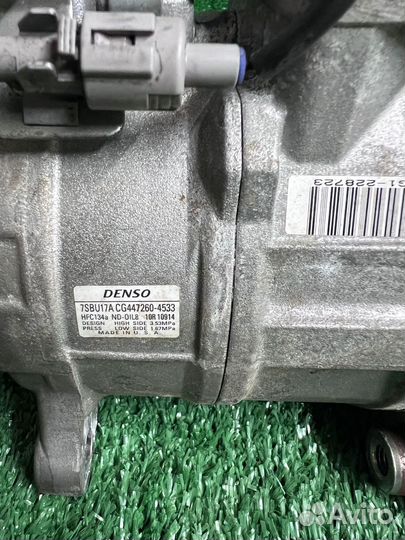 S1-228723
DENSO
7SBU17A CG447260-4533
HFC134a ND-OIL8 10R10914
DESIGN HIGH SIDE 3.53MPa
PRESS LOW SIDE 1.67MPa
MADE IN U.S.A.
Avito